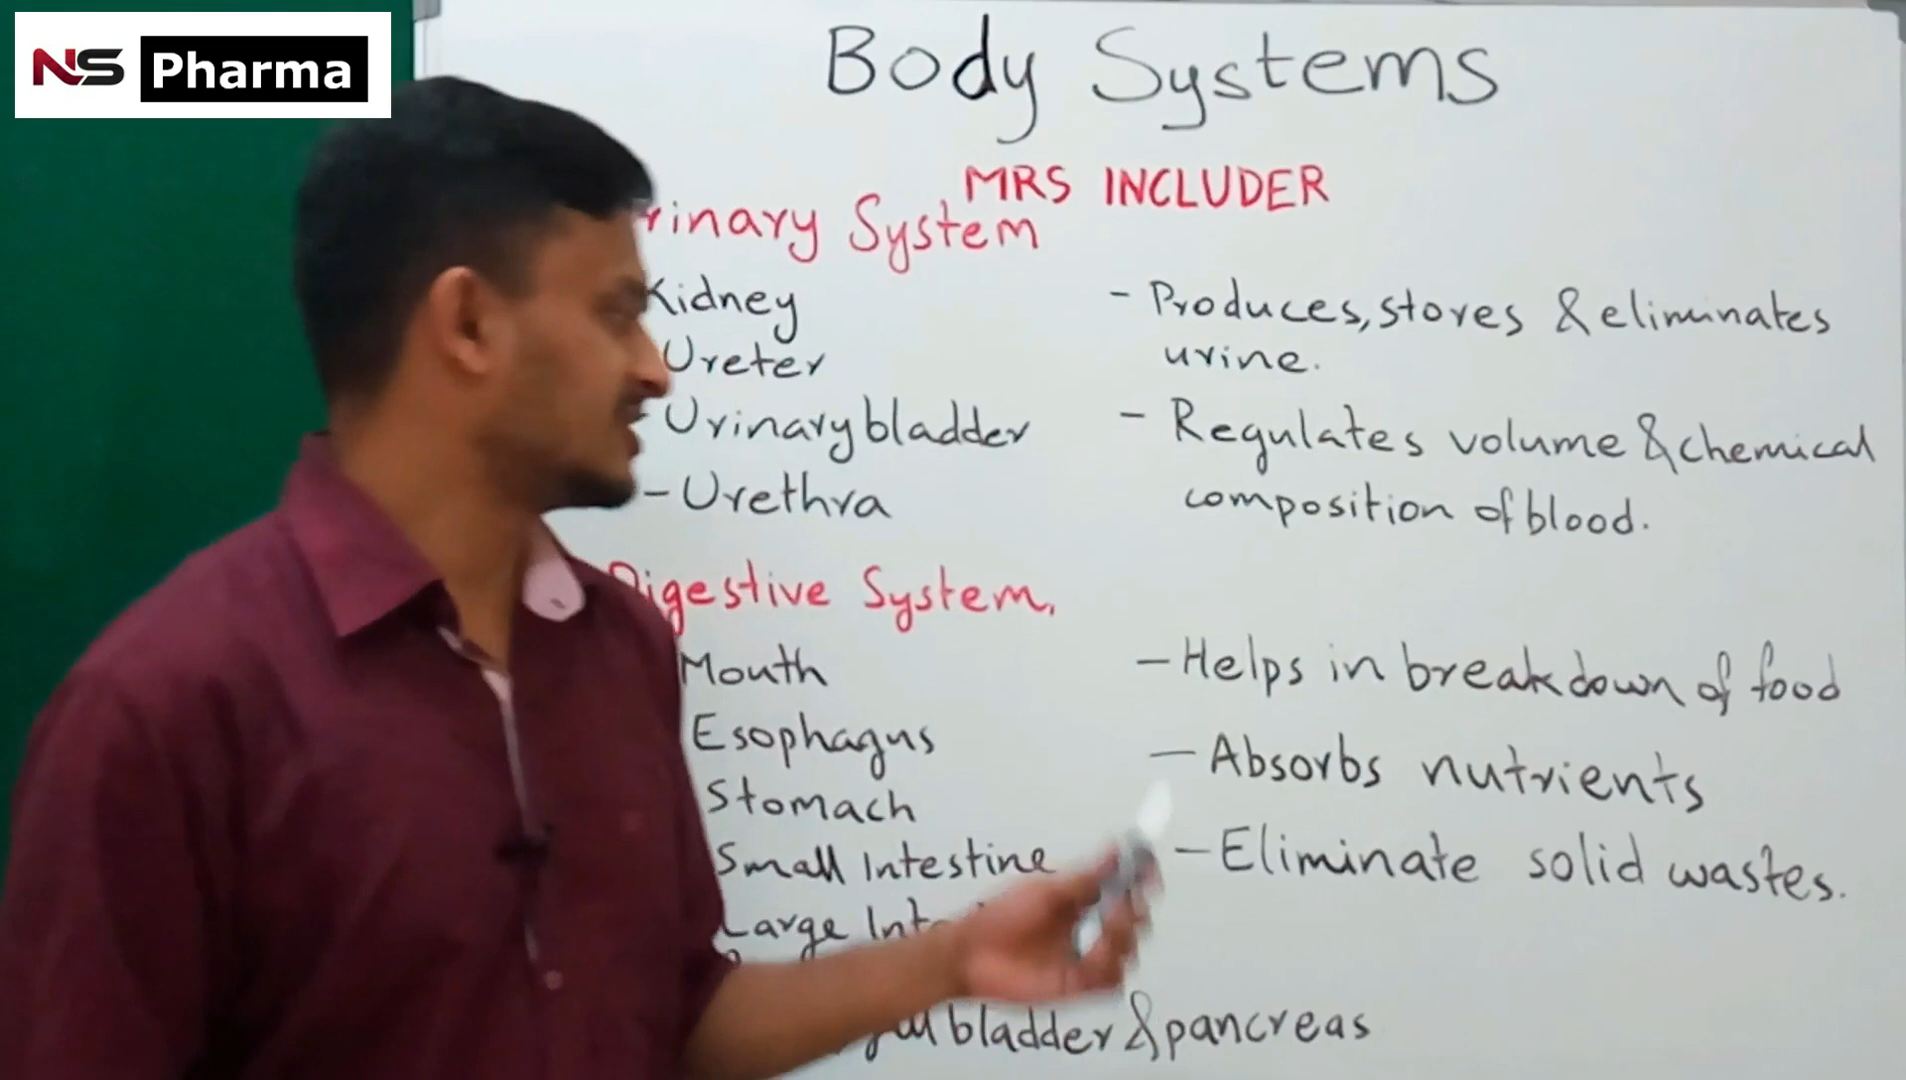 NS Pharma
Body Systems
MRS INCLUDER
rinary System
Kidney
Ureter
- Urinary bladder
- Urethra
- Produces, stores & eliminates
urine.
- Regulates volume & chemical
composition of blood.
Digestive System.
Mouth
Esophagus
Stomach
Small Intestine
Large Int
bladder & pancreas
- Helps in breakdown of food
- Absorbs nutrients
- Eliminate solid wastes.